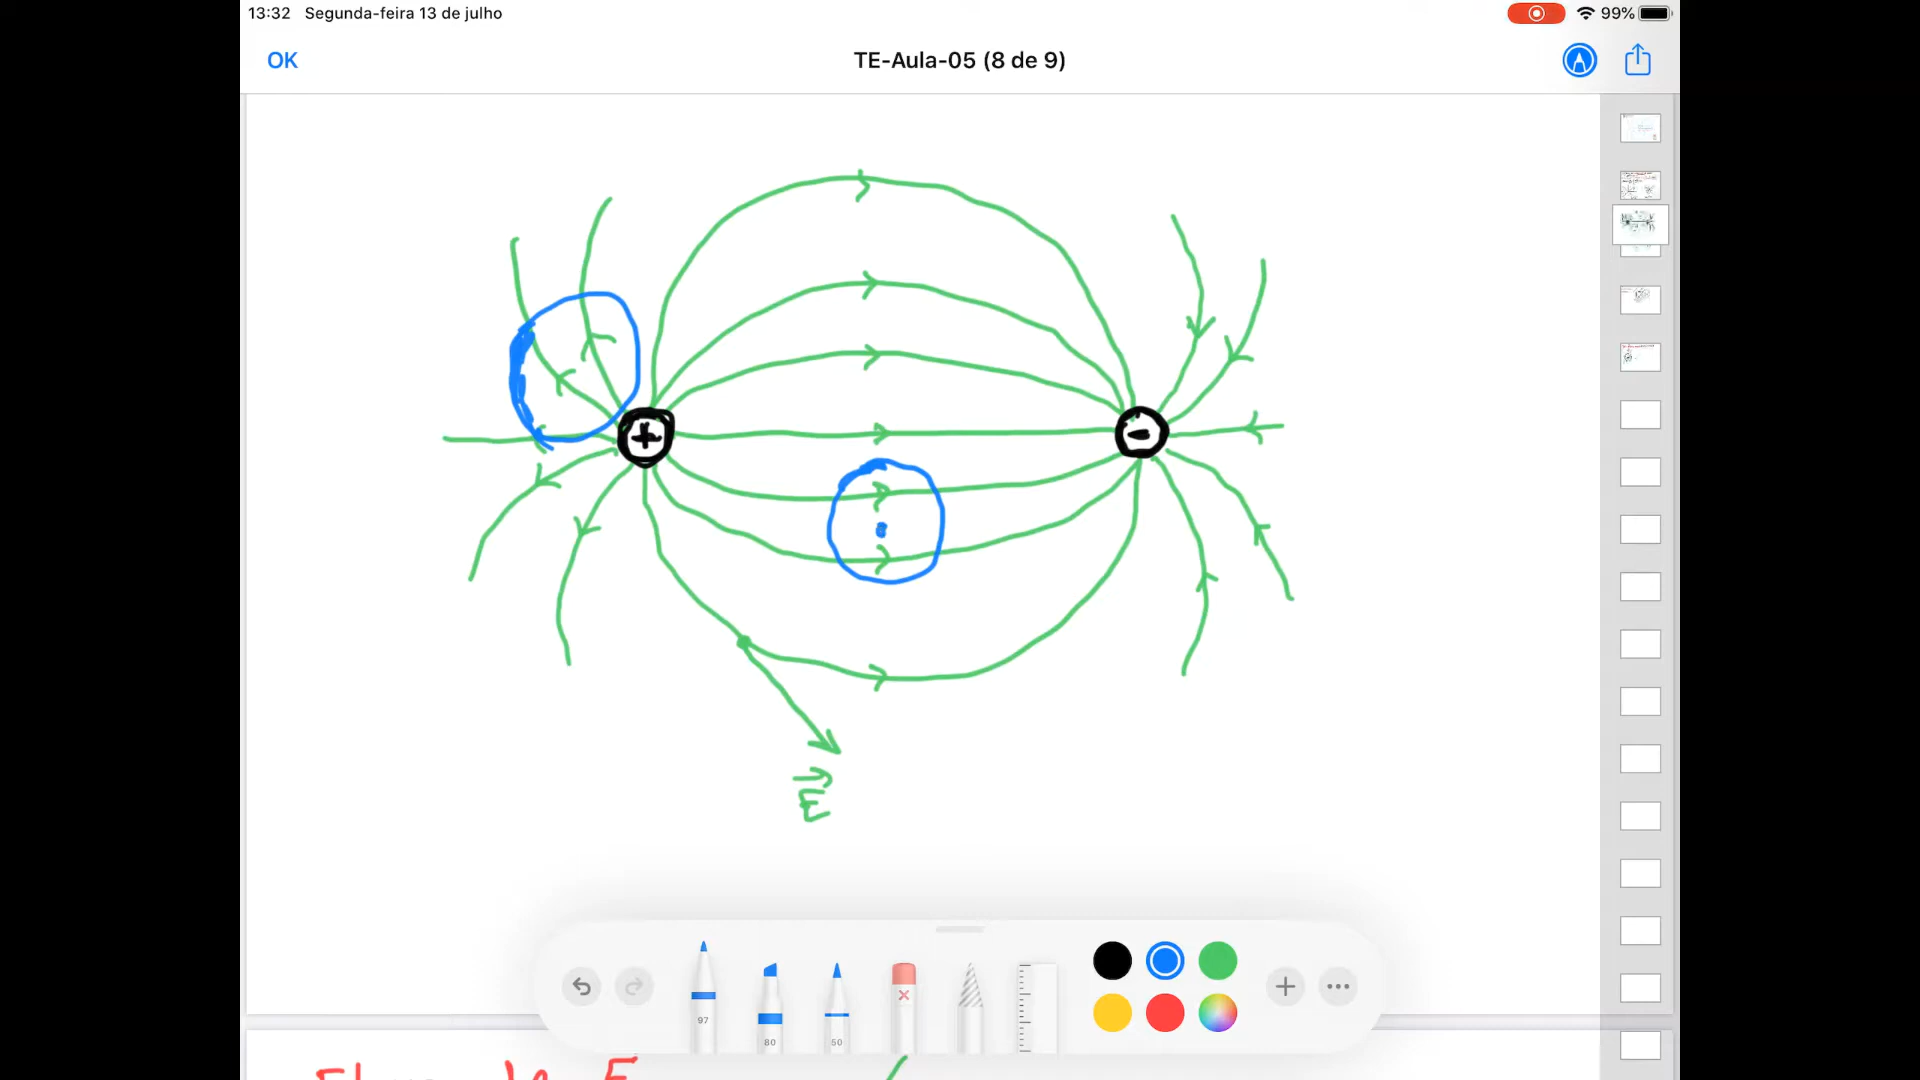 13:32 Segunda-feira 13 de julho
99%
OK
TE-Aula-05 (8 de 9)
+
-
E
97
80
50